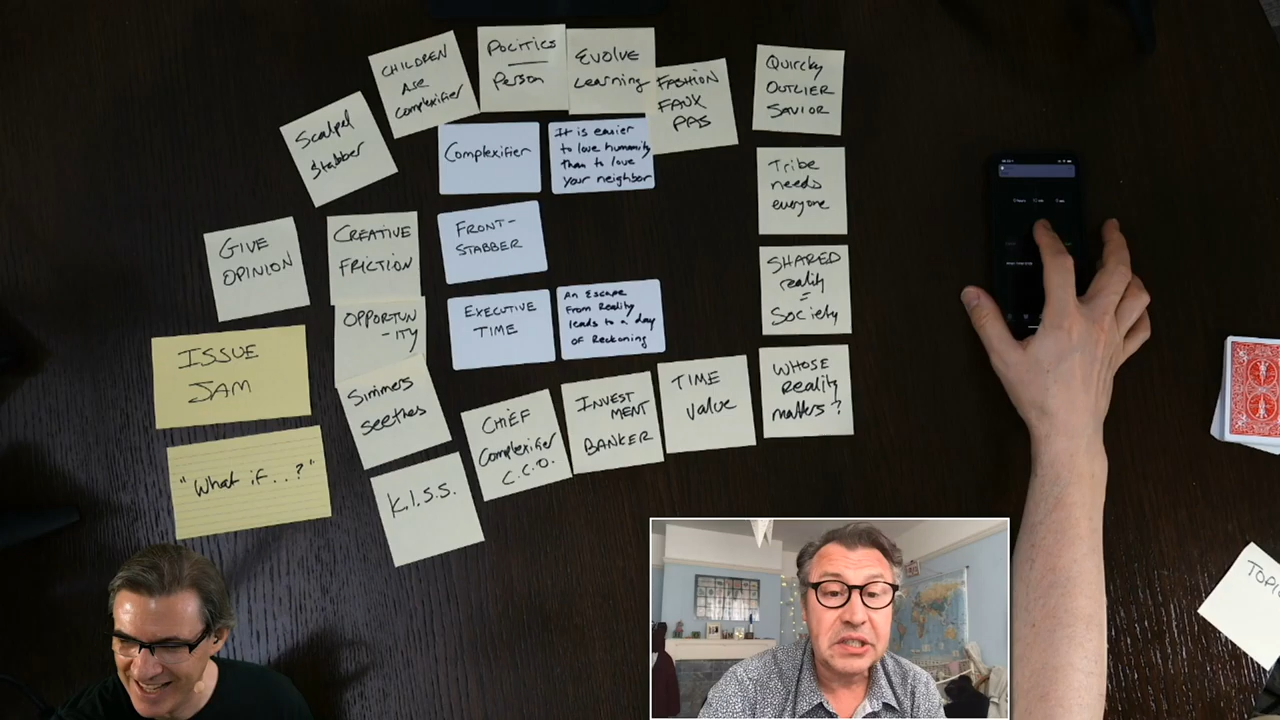 CHILDREN
ARE
Complexifier
POLITICS
Person
EVOLVE
Learning
FASHION
FAUX
PAS
Quirky
OUTLIER
SAVIOR
Scalpel
Stabber
Complexifier
It is easier
to love humanity
than to love
your neighbor
Tribe
needs
everyone
GIVE
OPINION
CREATIVE
FRICTION
FRONT-
STABBER
SHARED
reality
=
Society
OPPORTUN
-ITY
EXECUTIVE
TIME
An Escape
From Reality
leads to a day
of Reckoning
ISSUE
JAM
Simmers
seethes
CHIEF
Complexifier
C.C.O.
INVEST
MENT
BANKER
TIME
value
WHOSE
Reality
matters?
"What if..?"
K.I.S.S.